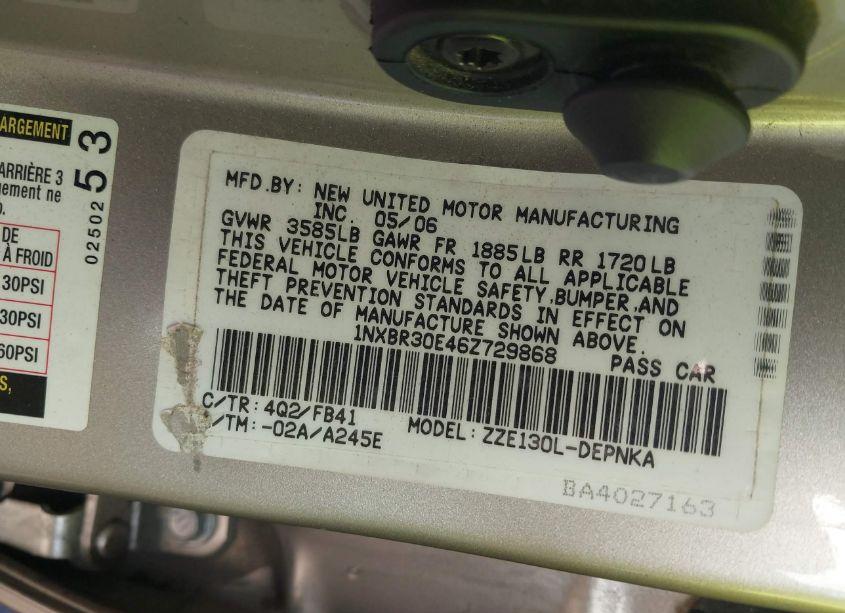 ARGEMENT
ARRIÈRE 3
gement ne
DE
À FROID
30PSI
30PSI
60PSI
S,
53
02502
MFD.BY: NEW UNITED MOTOR MANUFACTURING
INC. 05/06
GVWR 3585LB GAWR FR 1885LB RR 1720LB
THIS VEHICLE CONFORMS TO ALL APPLICABLE
FEDERAL MOTOR VEHICLE SAFETY,BUMPER,AND
THEFT PREVENTION STANDARDS IN EFFECT ON
THE DATE OF MANUFACTURE SHOWN ABOVE.
1NXBR30E46Z729868 PASS CAR
C/TR: 4Q2/FB41
/TM: -02A/A245E MODEL: ZZE130L-DEPNKA
BA4027163